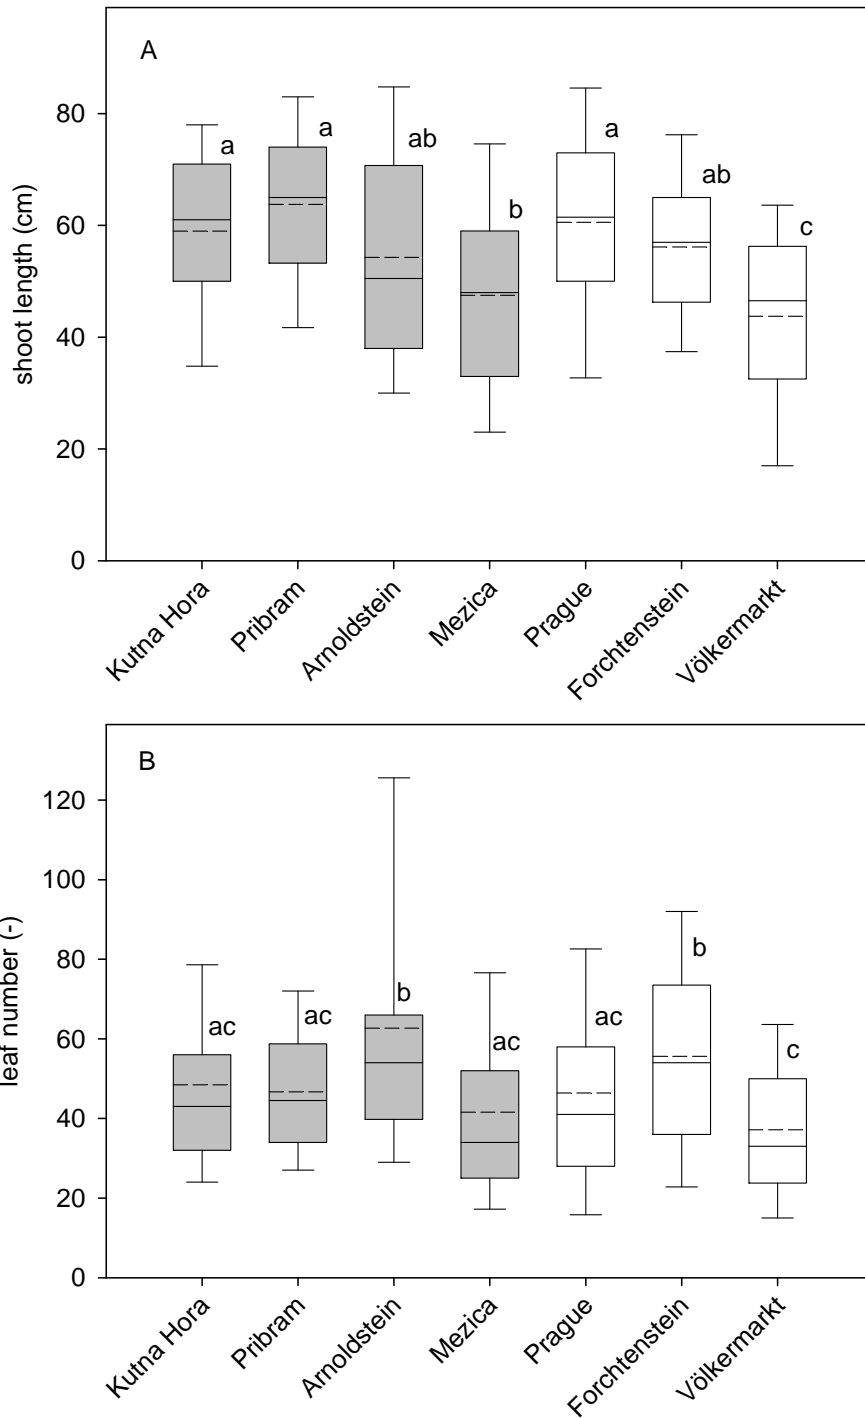 A
80
60
40
20
0
shoot length (cm)
a
a
ab
b
a
ab
c
Kutna Hora
Pribram
Arnoldstein
Mezica
Prague
Forchtenstein
Völkermarkt
B
120
100
80
60
40
20
0
leaf number (-)
ac
ac
b
ac
ac
b
c
Kutna Hora
Pribram
Arnoldstein
Mezica
Prague
Forchtenstein
Völkermarkt